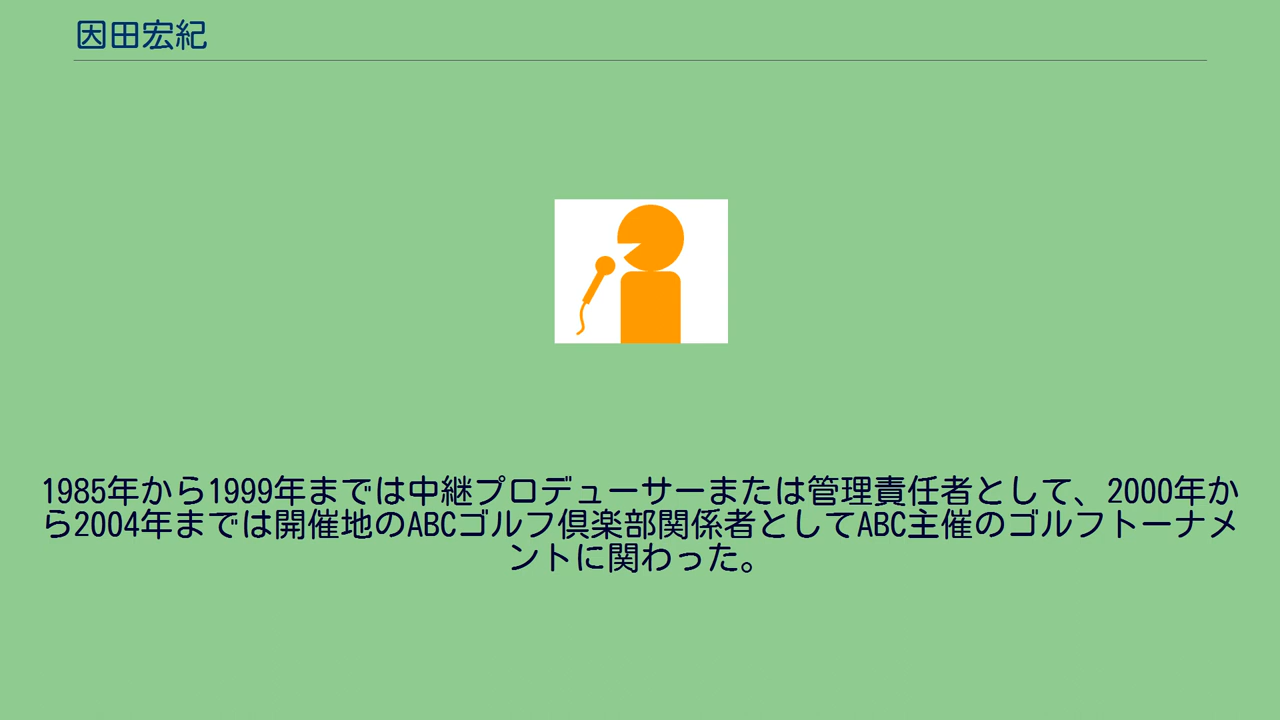 因田宏紀
1985年から1999年までは中継プロデューサーまたは管理責任者として、2000年か
ら2004年までは開催地のABCゴルフ倶楽部関係者としてABC主催のゴルフトーナメ
ントに関わった。